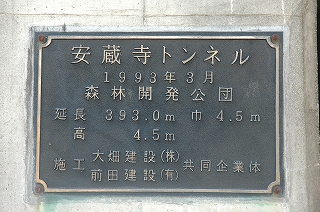 安蔵寺トンネル
1993年3月
森林開発公団
延長 393.0m 巾 4.5m
高 4.5m
施工 大畑建設(株) 共同企業体
前田建設(有)